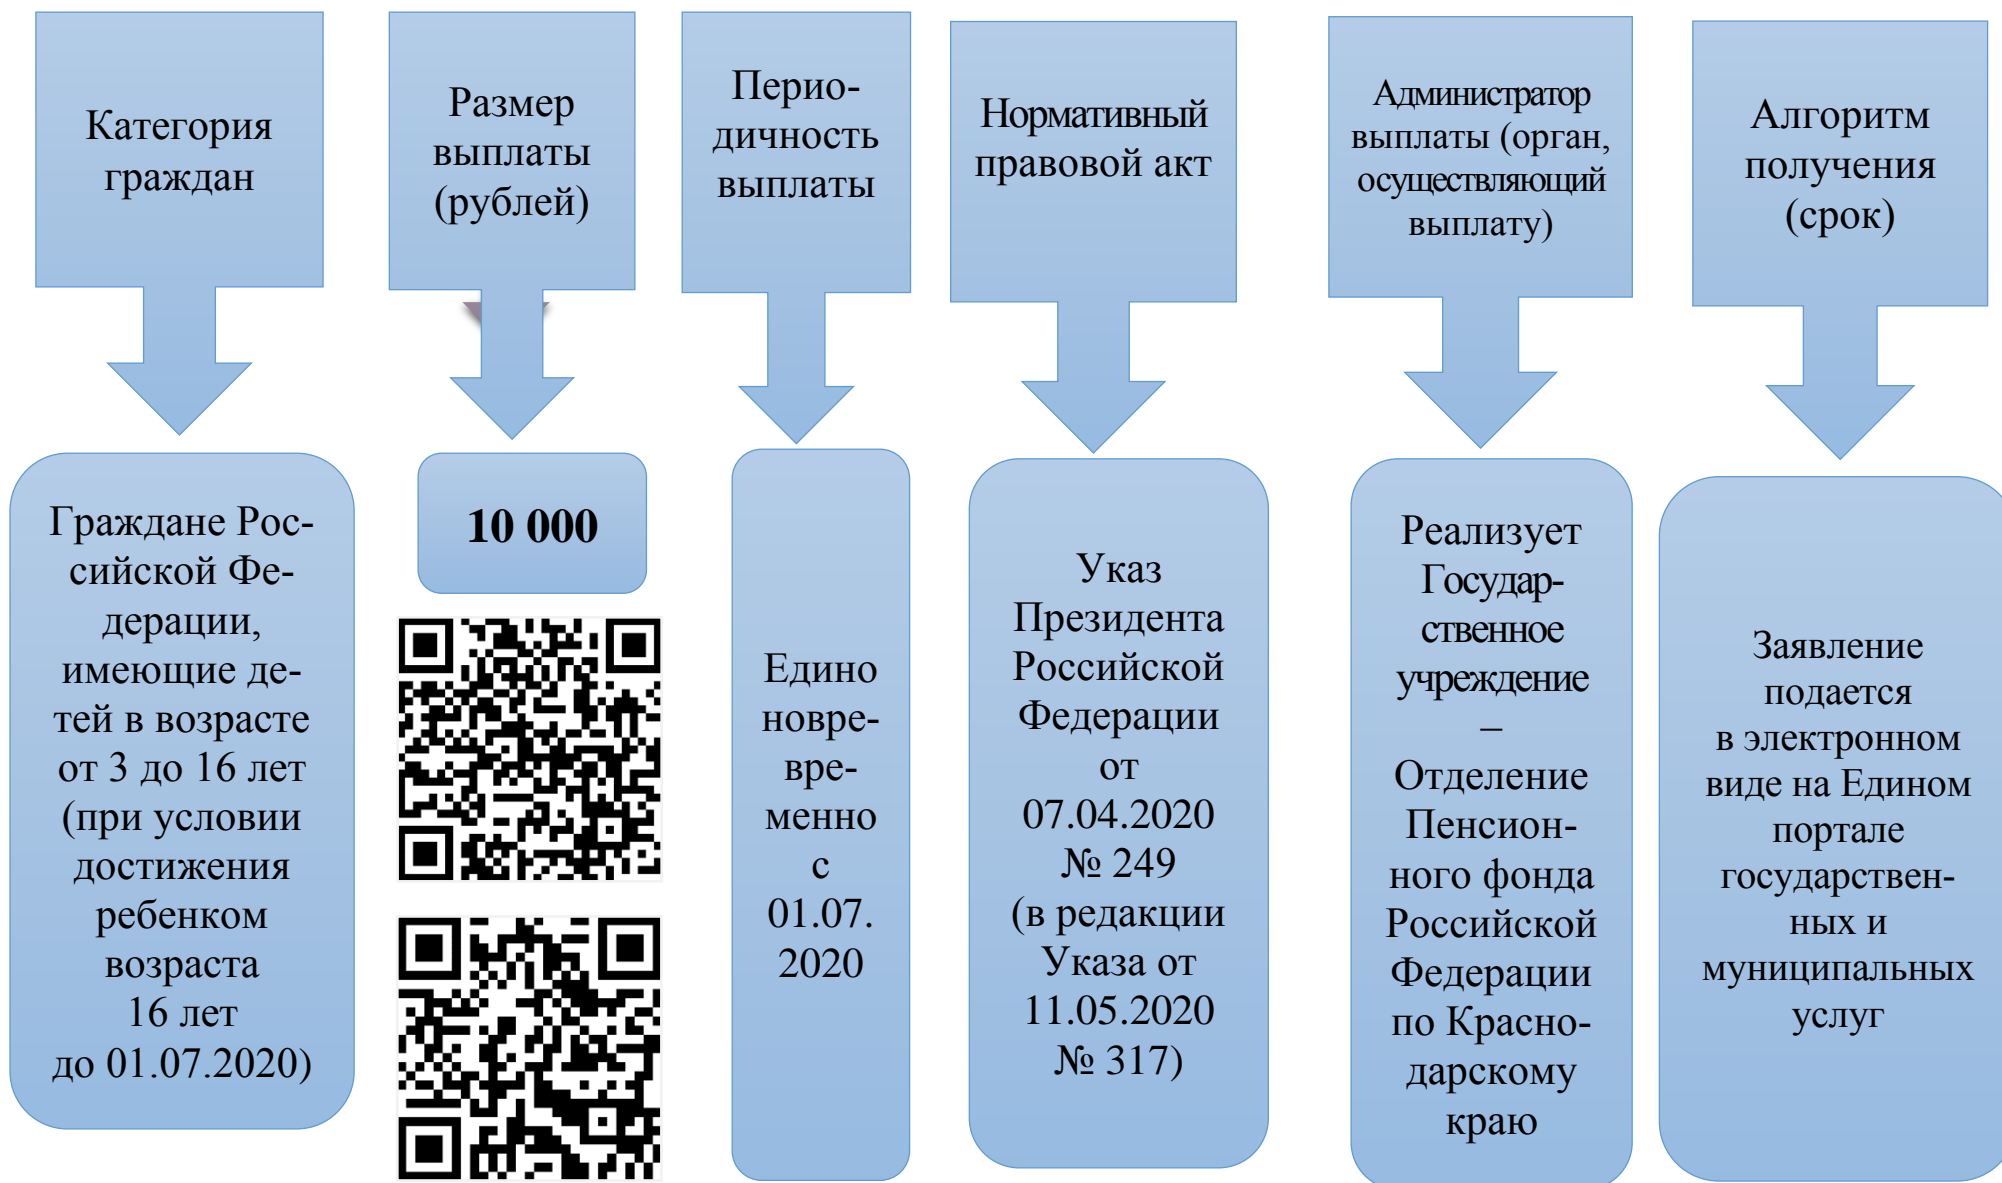 Категория
граждан
Размер
выплаты
(рублей)
Перио-
дичность
выплаты
Нормативный
правовой акт
Администратор
выплаты (орган,
осуществляющий
выплату)
Алгоритм
получения
(срок)
Граждане Рос-
сийской Фе-
дерации,
имеющие де-
тей в возрасте
от 3 до 16 лет
(при условии
достижения
ребенком
возраста
16 лет
до 01.07.2020)
10 000
Едино
новре-
вре-
менно
с
01.07.
2020
Указ
Президента
Российской
Федерации
от
07.04.2020
№ 249
(в редакции
Указа от
11.05.2020
№ 317)
Реализует
Государ-
ственное
учреждение
–
Отделение
Пенсион-
ного фонда
Российской
Федерации
по Красно-
дарскому
краю
Заявление
подается
в электронном
виде на Едином
портале
государствен-
ных и
муниципальных
услуг